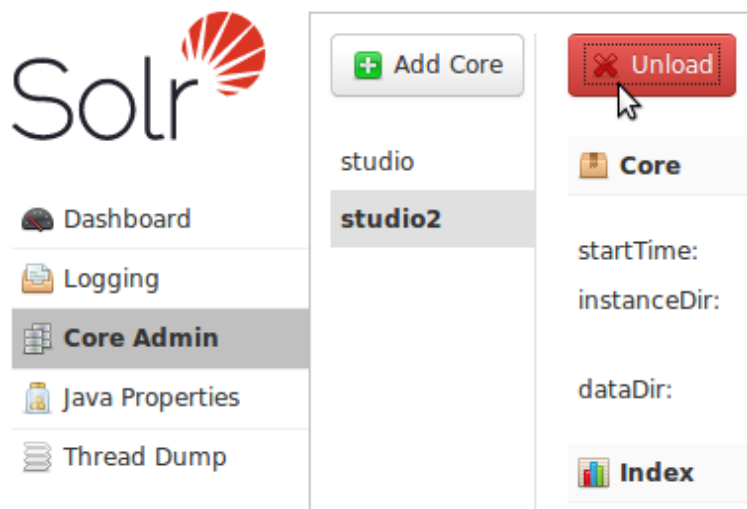 Solr
Dashboard
Logging
Core Admin
Java Properties
Thread Dump
Add Core
studio
studio2
Unload
Core
startTime:
instanceDir:
dataDir:
Index